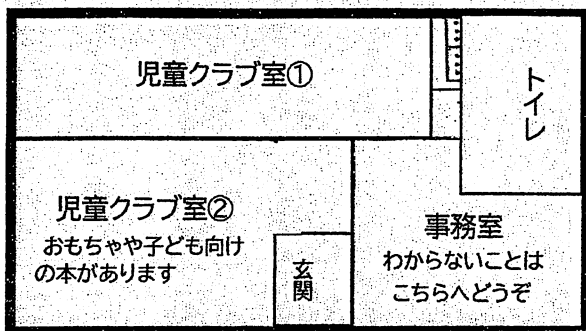 児童クラブ室①
トイレ
児童クラブ室②
おもちゃや子ども向け
の本があります
玄関
事務室
わからないことは
こちらへどうぞ